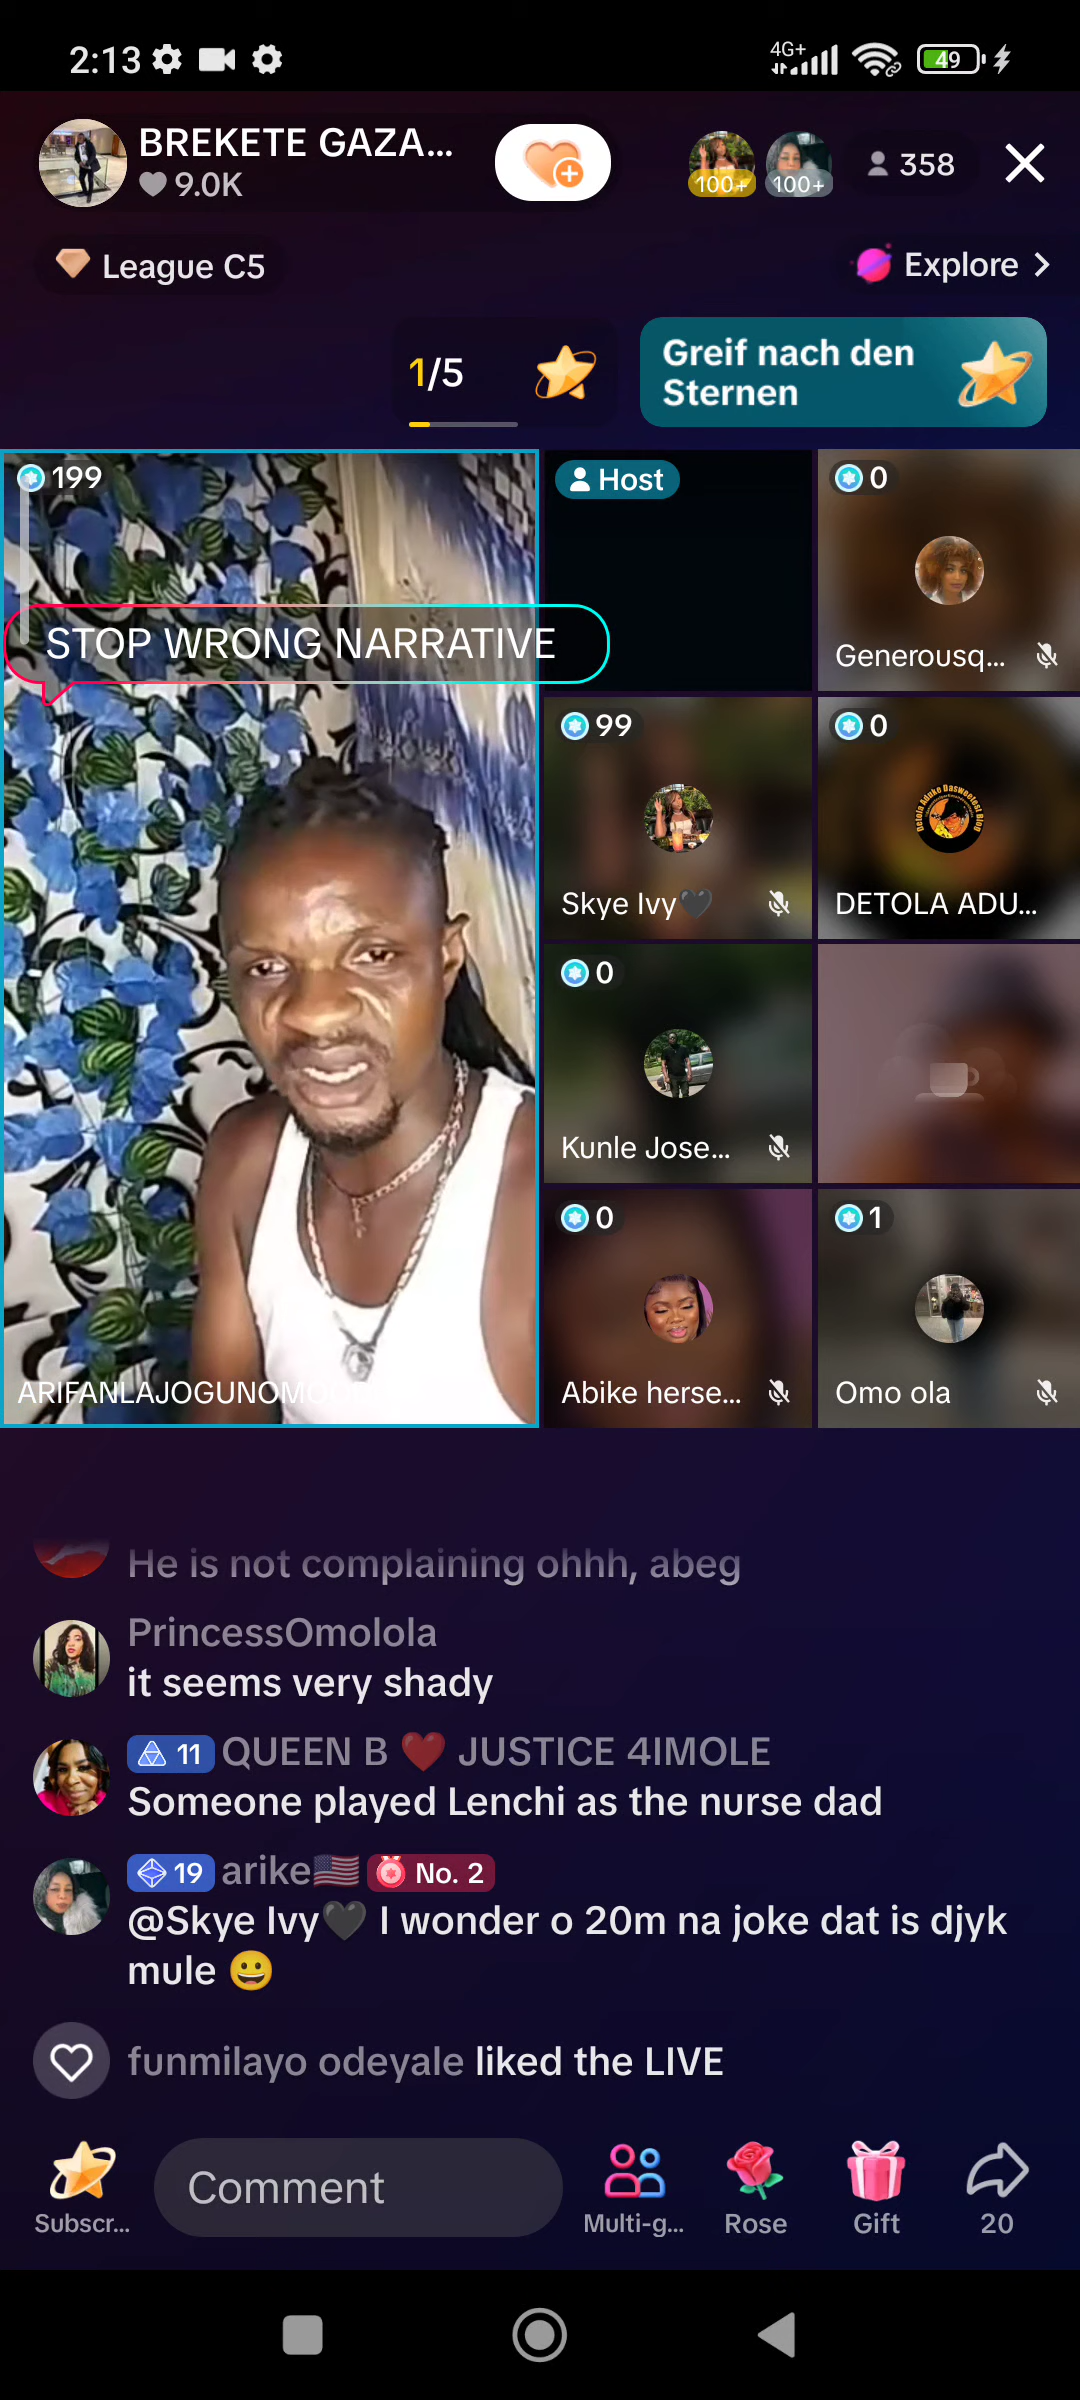 2:13
4G+
49
BREKETE GAZA...
9.0K
100+
100+
358
League C5
Explore
1/5
Greif nach den
Sternen
199
Host
0
STOP WRONG NARRATIVE
Generousq...
99
0
Skye Ivy🖤
DETOLA ADU...
0
Kunle Jose...
0
1
ARIFANLAJOGUNOMO
Abike herse...
Omo ola
He is not complaining ohhh, abeg
PrincessOmolola
it seems very shady
11 QUEEN B ❤️ JUSTICE 4IMOLE
Someone played Lenchi as the nurse dad
19 arike🇺🇸 No. 2
@Skye Ivy🖤 I wonder o 20m na joke dat is djyk
mule 😀
funmilayo odeyale liked the LIVE
Subscr...
Comment
Multi-g...
Rose
Gift
20